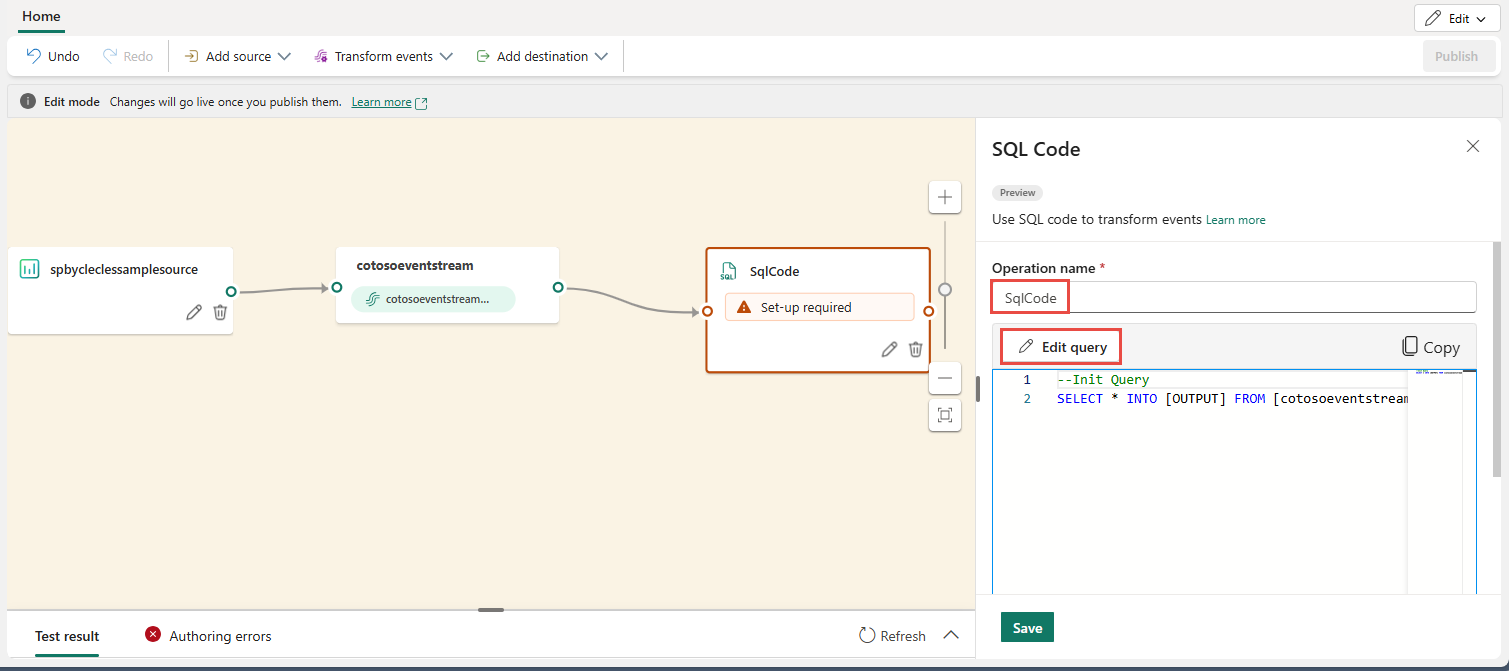 Home
Edit
Undo
Redo
Add source
Transform events
Add destination
Publish
Edit mode Changes will go live once you publish them. Learn more
spbycleclessamplesource
cotosoeventstream
cotosoeventstream...
SQL
SqlCode
Set-up required
SQL Code
Preview
Use SQL code to transform events Learn more
Operation name *
SqlCode
Edit query
Copy
1 --Init Query
2 SELECT * INTO [OUTPUT] FROM [cotosoeventstream
Test result
Authoring errors
Refresh
Save